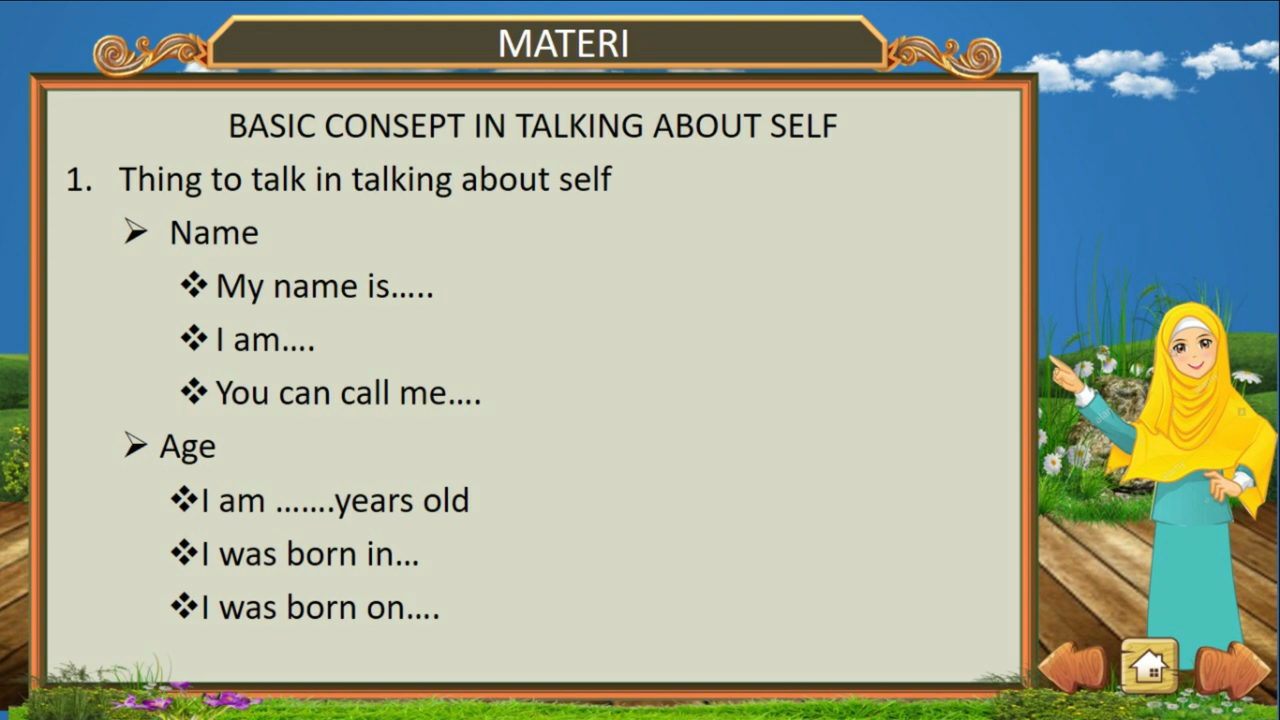 MATERI
BASIC CONSEPT IN TALKING ABOUT SELF
1. Thing to talk in talking about self
➢ Name
❖ My name is.....
❖ I am....
❖ You can call me....
➢ Age
❖ I am .......years old
❖ I was born in...
❖ I was born on....